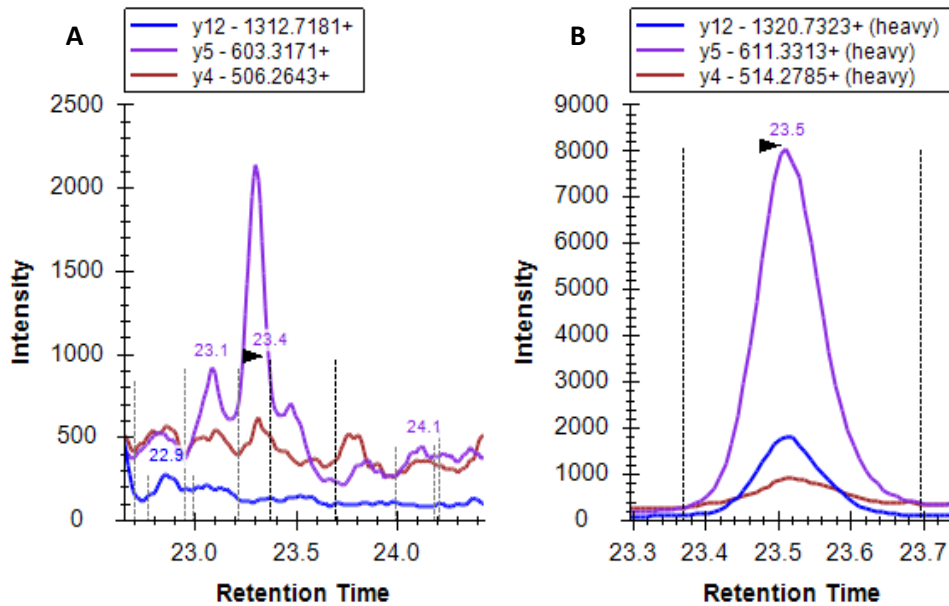 A
y12 - 1312.7181+
y5 - 603.3171+
y4 - 506.2643+
2500
2000
1500
1000
500
0
Intensity
23.1
23.4
22.9
24.1
23.0
23.5
24.0
Retention Time
B
y12 - 1320.7323+ (heavy)
y5 - 611.3313+ (heavy)
y4 - 514.2785+ (heavy)
9000
8000
7000
6000
5000
4000
3000
2000
1000
0
Intensity
23.5
23.3
23.4
23.5
23.6
23.7
Retention Time